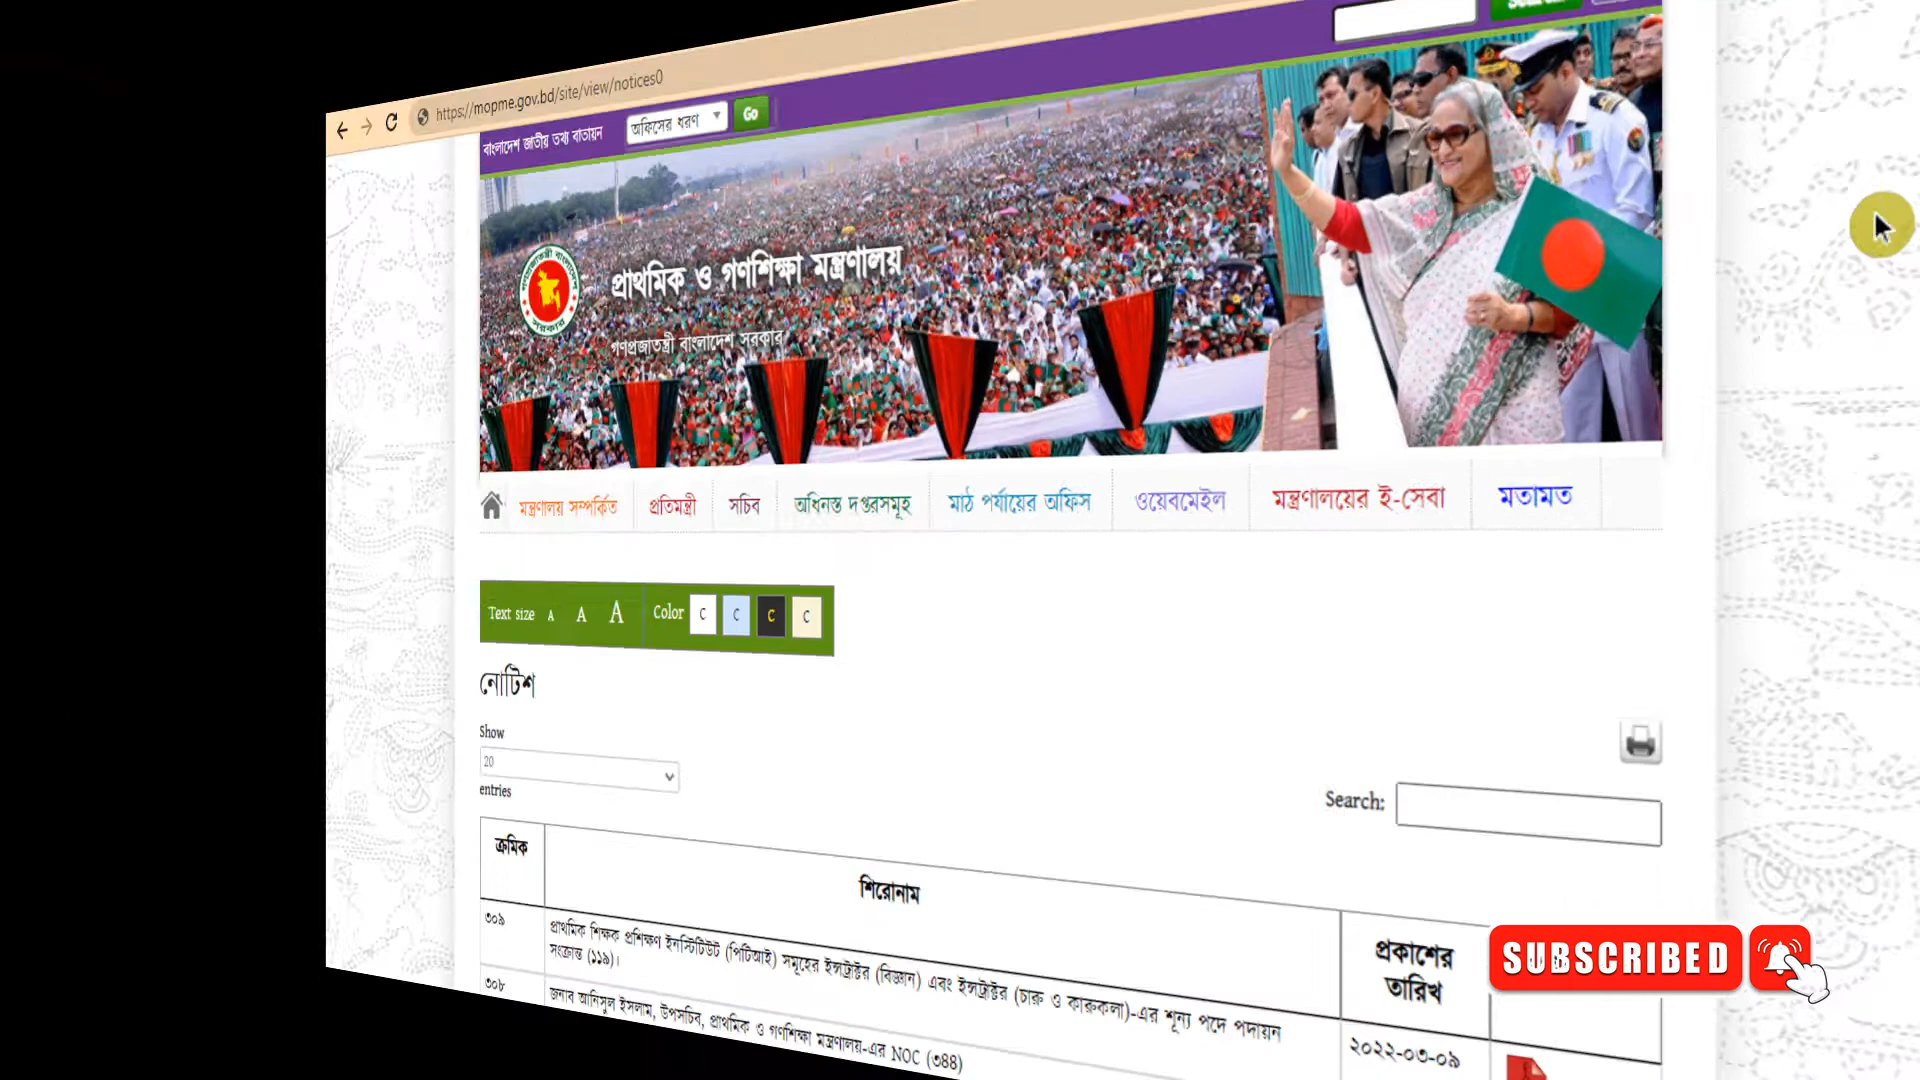 https://mopme.gov.bd/site/view/notices0
বাংলাদেশ জাতীয় তথ্য বাতায়ন
অফিসের ধরণ
Go
প্রাথমিক ও গণশিক্ষা মন্ত্রণালয়
গণপ্রজাতন্ত্রী বাংলাদেশ সরকার
মন্ত্রণালয় সম্পর্কিত
প্রতিমন্ত্রী
সচিব
অধিনস্ত দপ্তরসমূহ
মাঠ পর্যায়ের অফিস
ওয়েবমেইল
মন্ত্রণালয়ের ই-সেবা
মতামত
Text size A A A Color C C C C
নোটিশ
Show
20
entries
Search:
ক্রমিক
শিরোনাম
প্রকাশের
তারিখ
৩০৯
প্রাথমিক শিক্ষক প্রশিক্ষণ ইনস্টিটিউট (পিটিআই) সমূহের ইন্সট্রাক্টর (বিজ্ঞান) এবং ইন্সট্রাক্টর (চারু ও কারুকলা)-এর শূন্য পদে পদায়ন
সংক্রান্ত (১১৯)।
২০২২-০৩-০৯
৩০৮
জনাব আনিসুল ইসলাম, উপসচিব, প্রাথমিক ও গণশিক্ষা মন্ত্রণালয়-এর NOC (৩৪৪)
SUBSCRIBED